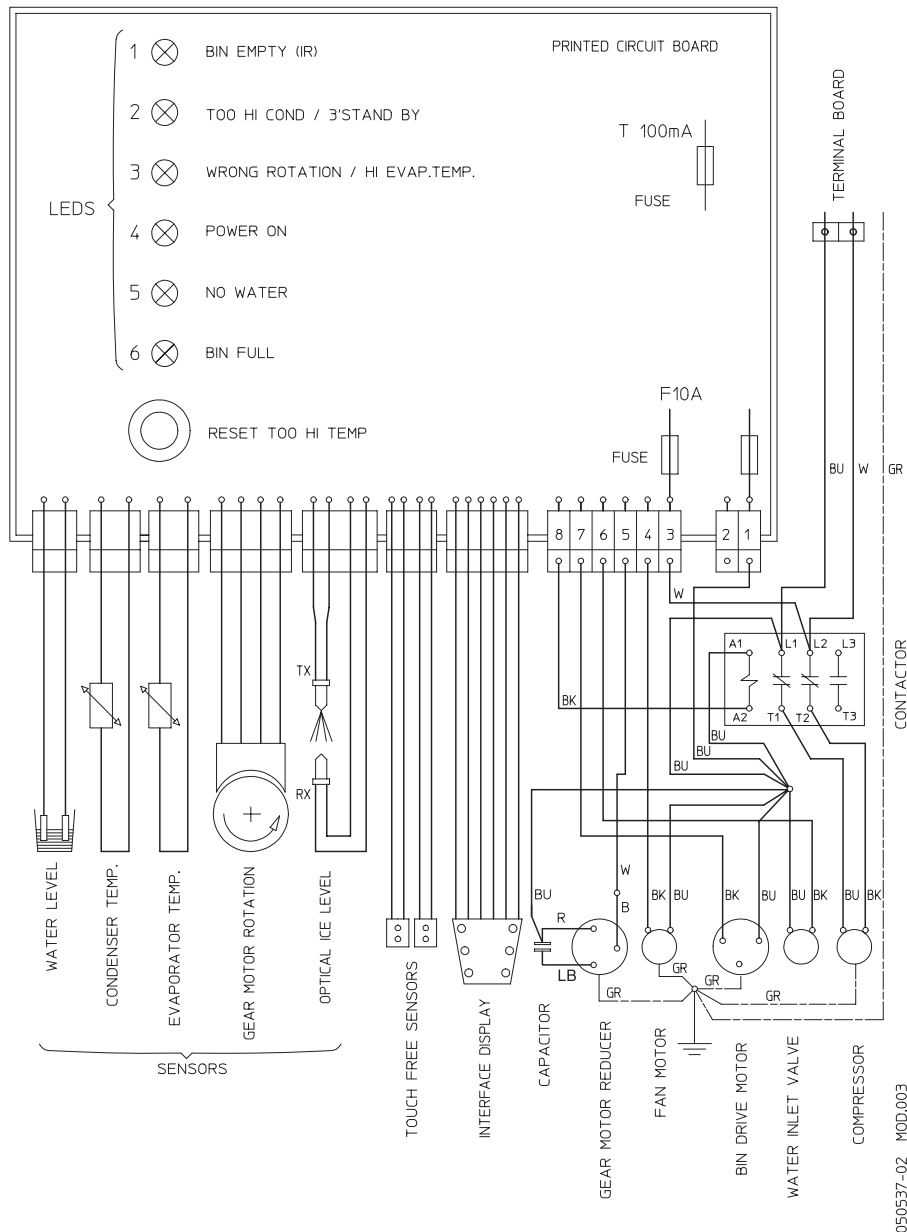 PRINTED CIRCUIT BOARD
1 BIN EMPTY (IR)
2 TOO HI COND / 3'STAND BY
3 WRONG ROTATION / HI EVAP.TEMP.
LEDS
4 POWER ON
5 NO WATER
6 BIN FULL
RESET TOO HI TEMP
T 100mA
FUSE
TERMINAL BOARD
F10A
FUSE
BU
W
GR
8 7 6 5 4 3
2 1
W
A1 L1 L2 L3
A2 T1 T2 T3
CONTACTOR
BK
BU
BU
BU
TX
RX
BU
W
B
R
LB
BK
BU
BK
BU
BU
BK
BU
BK
GR
GR
GR
GR
WATER LEVEL
CONDENSER TEMP.
EVAPORATOR TEMP.
GEAR MOTOR ROTATION
OPTICAL ICE LEVEL
SENSORS
TOUCH FREE SENSORS
INTERFACE DISPLAY
CAPACITOR
GEAR MOTOR REDUCER
FAN MOTOR
BIN DRIVE MOTOR
WATER INLET VALVE
COMPRESSOR
050537-02 MOD.003